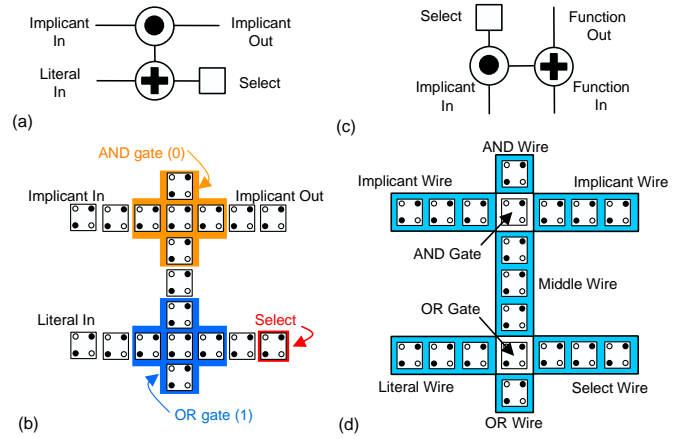 Implicant In
Implicant Out
Literal In
Select
(a)
Select
Function Out
Implicant In
Function In
(c)
AND gate (0)
Implicant In
Implicant Out
Literal In
Select
OR gate (1)
(b)
AND Wire
Implicant Wire
Implicant Wire
AND Gate
Middle Wire
OR Gate
Literal Wire
Select Wire
OR Wire
(d)